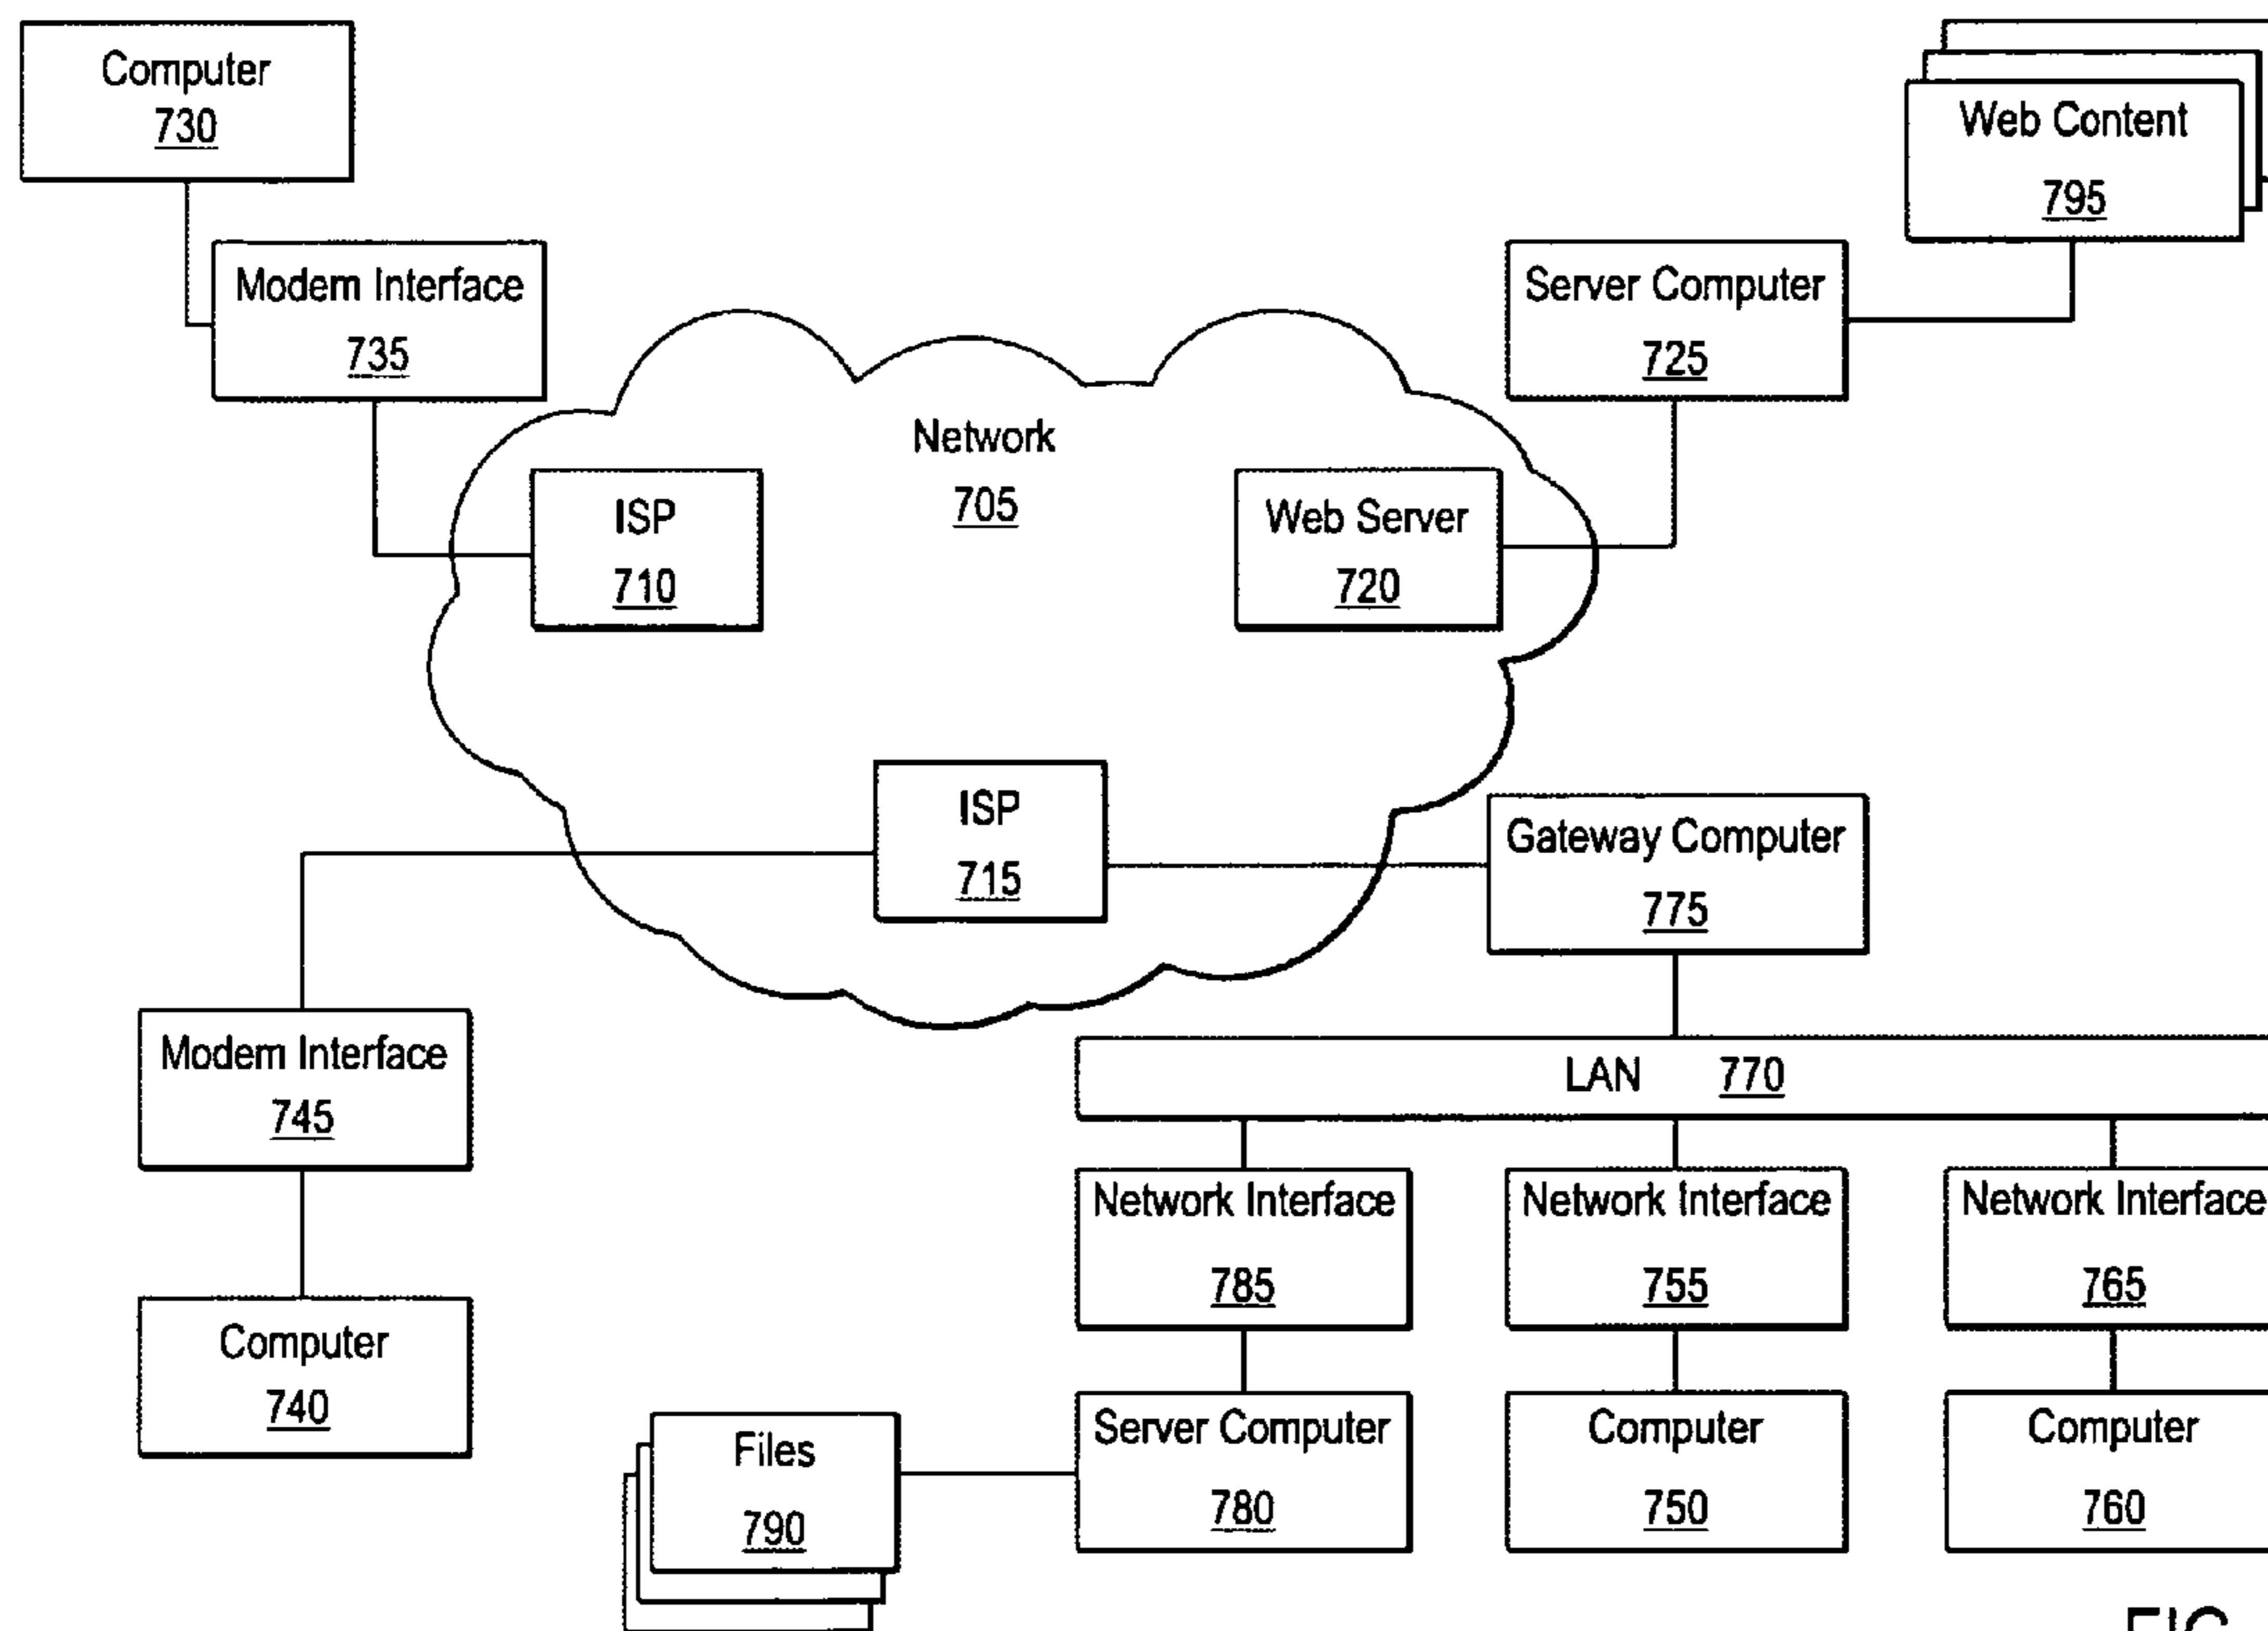 Computer
730
Web Content
795
Modem Interface
735
Server Computer
725
Network
705
ISP
710
Web Server
720
ISP
715
Gateway Computer
775
Modem Interface
745
LAN 770
Network Interface
785
Network Interface
755
Network Interface
765
Computer
740
Files
790
Server Computer
780
Computer
750
Computer
760
FIG